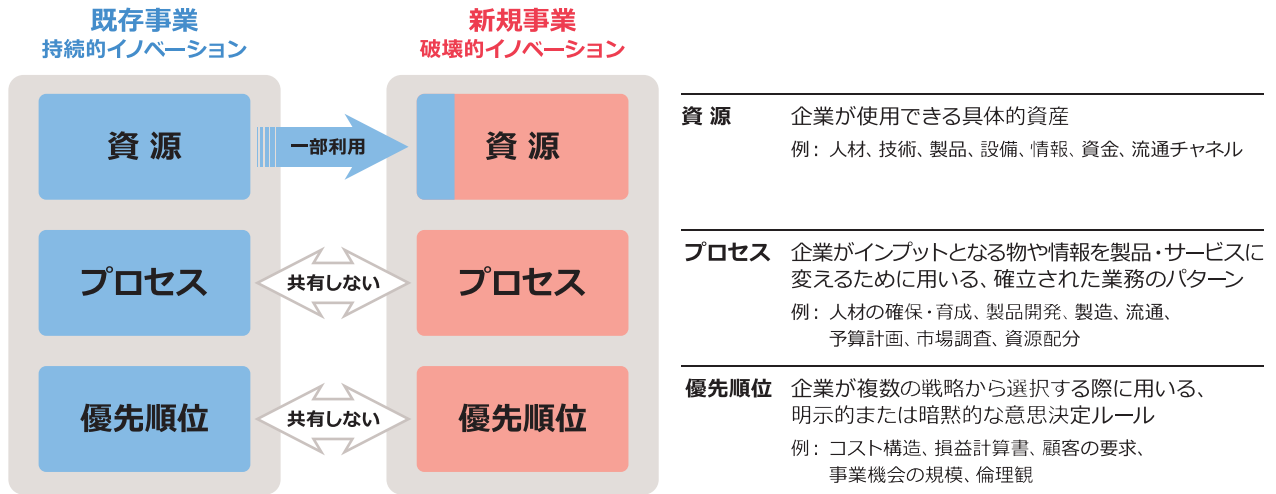 既存事業
持続的イノベーション
新規事業
破壊的イノベーション
資 源
一部利用
資 源
プロセス
共有しない
プロセス
優先順位
共有しない
優先順位
資 源 企業が使用できる具体的資産
例： 人材、技術、製品、設備、情報、資金、流通チャネル
プロセス 企業がインプットとなる物や情報を製品・サービスに
変えるために用いる、確立された業務のパターン
例： 人材の確保・育成、製品開発、製造、流通、
予算計画、市場調査、資源配分
優先順位 企業が複数の戦略から選択する際に用いる、
明示的または暗黙的な意思決定ルール
例： コスト構造、損益計算書、顧客の要求、
事業機会の規模、倫理観